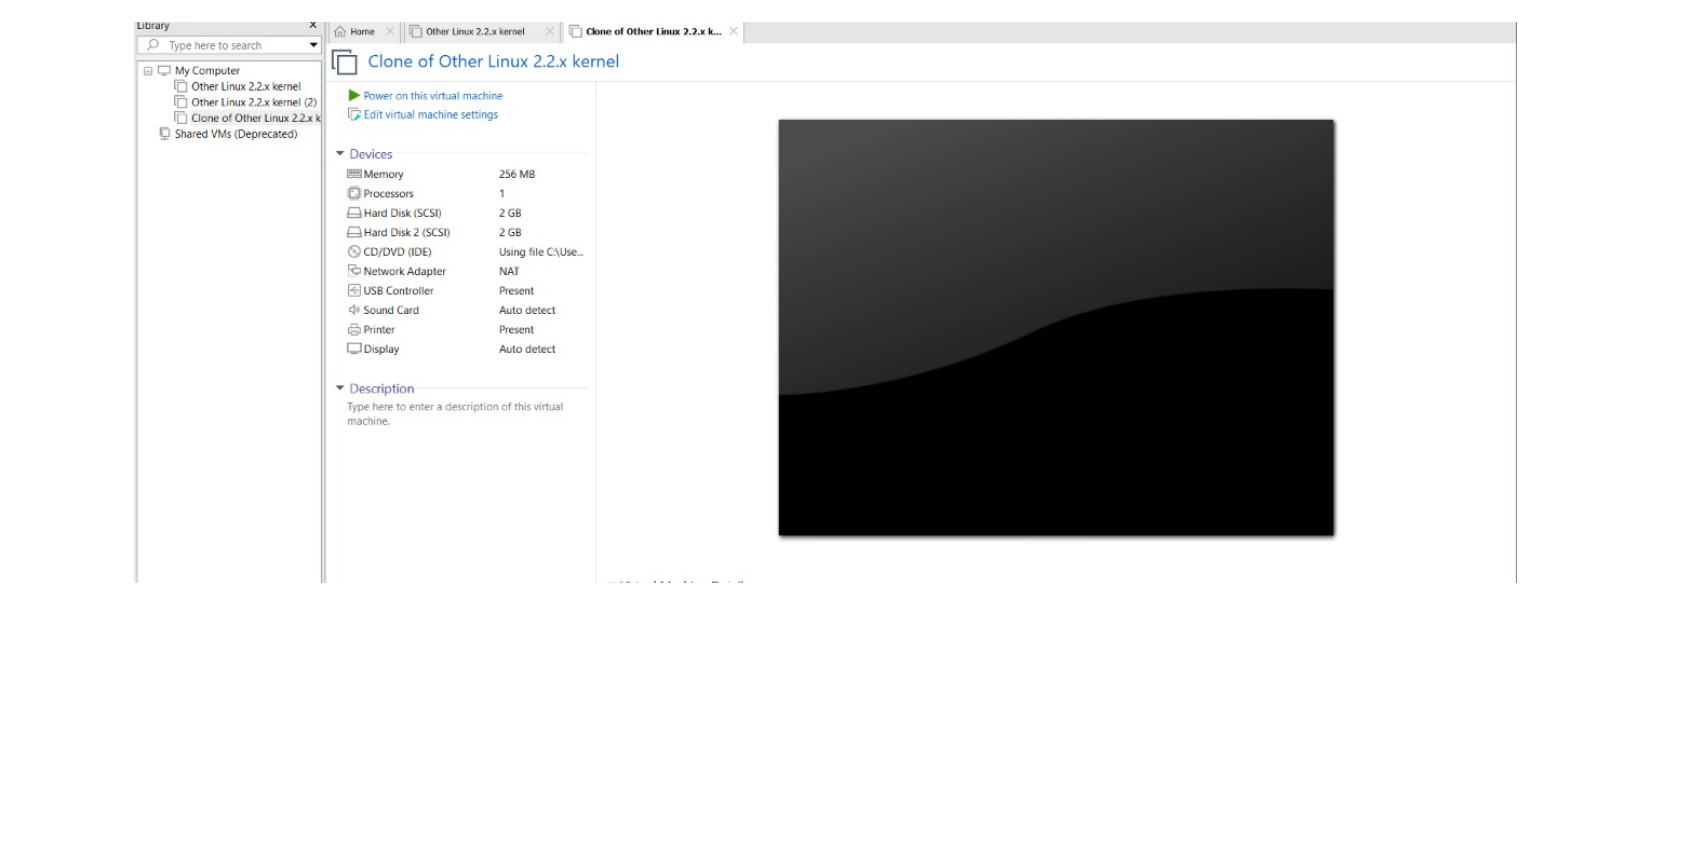 Library
x
Type here to search
My Computer
Other Linux 2.2.x kernel
Other Linux 2.2.x kernel (2)
Clone of Other Linux 2.2.x k
Shared VMs (Deprecated)
Home
Other Linux 2.2.x kernel
Clone of Other Linux 2.2.x k...
Clone of Other Linux 2.2.x kernel
Power on this virtual machine
Edit virtual machine settings
Devices
Memory 256 MB
Processors 1
Hard Disk (SCSI) 2 GB
Hard Disk 2 (SCSI) 2 GB
CD/DVD (IDE) Using file C:\Use...
Network Adapter NAT
USB Controller Present
Sound Card Auto detect
Printer Present
Display Auto detect
Description
Type here to enter a description of this virtual
machine.